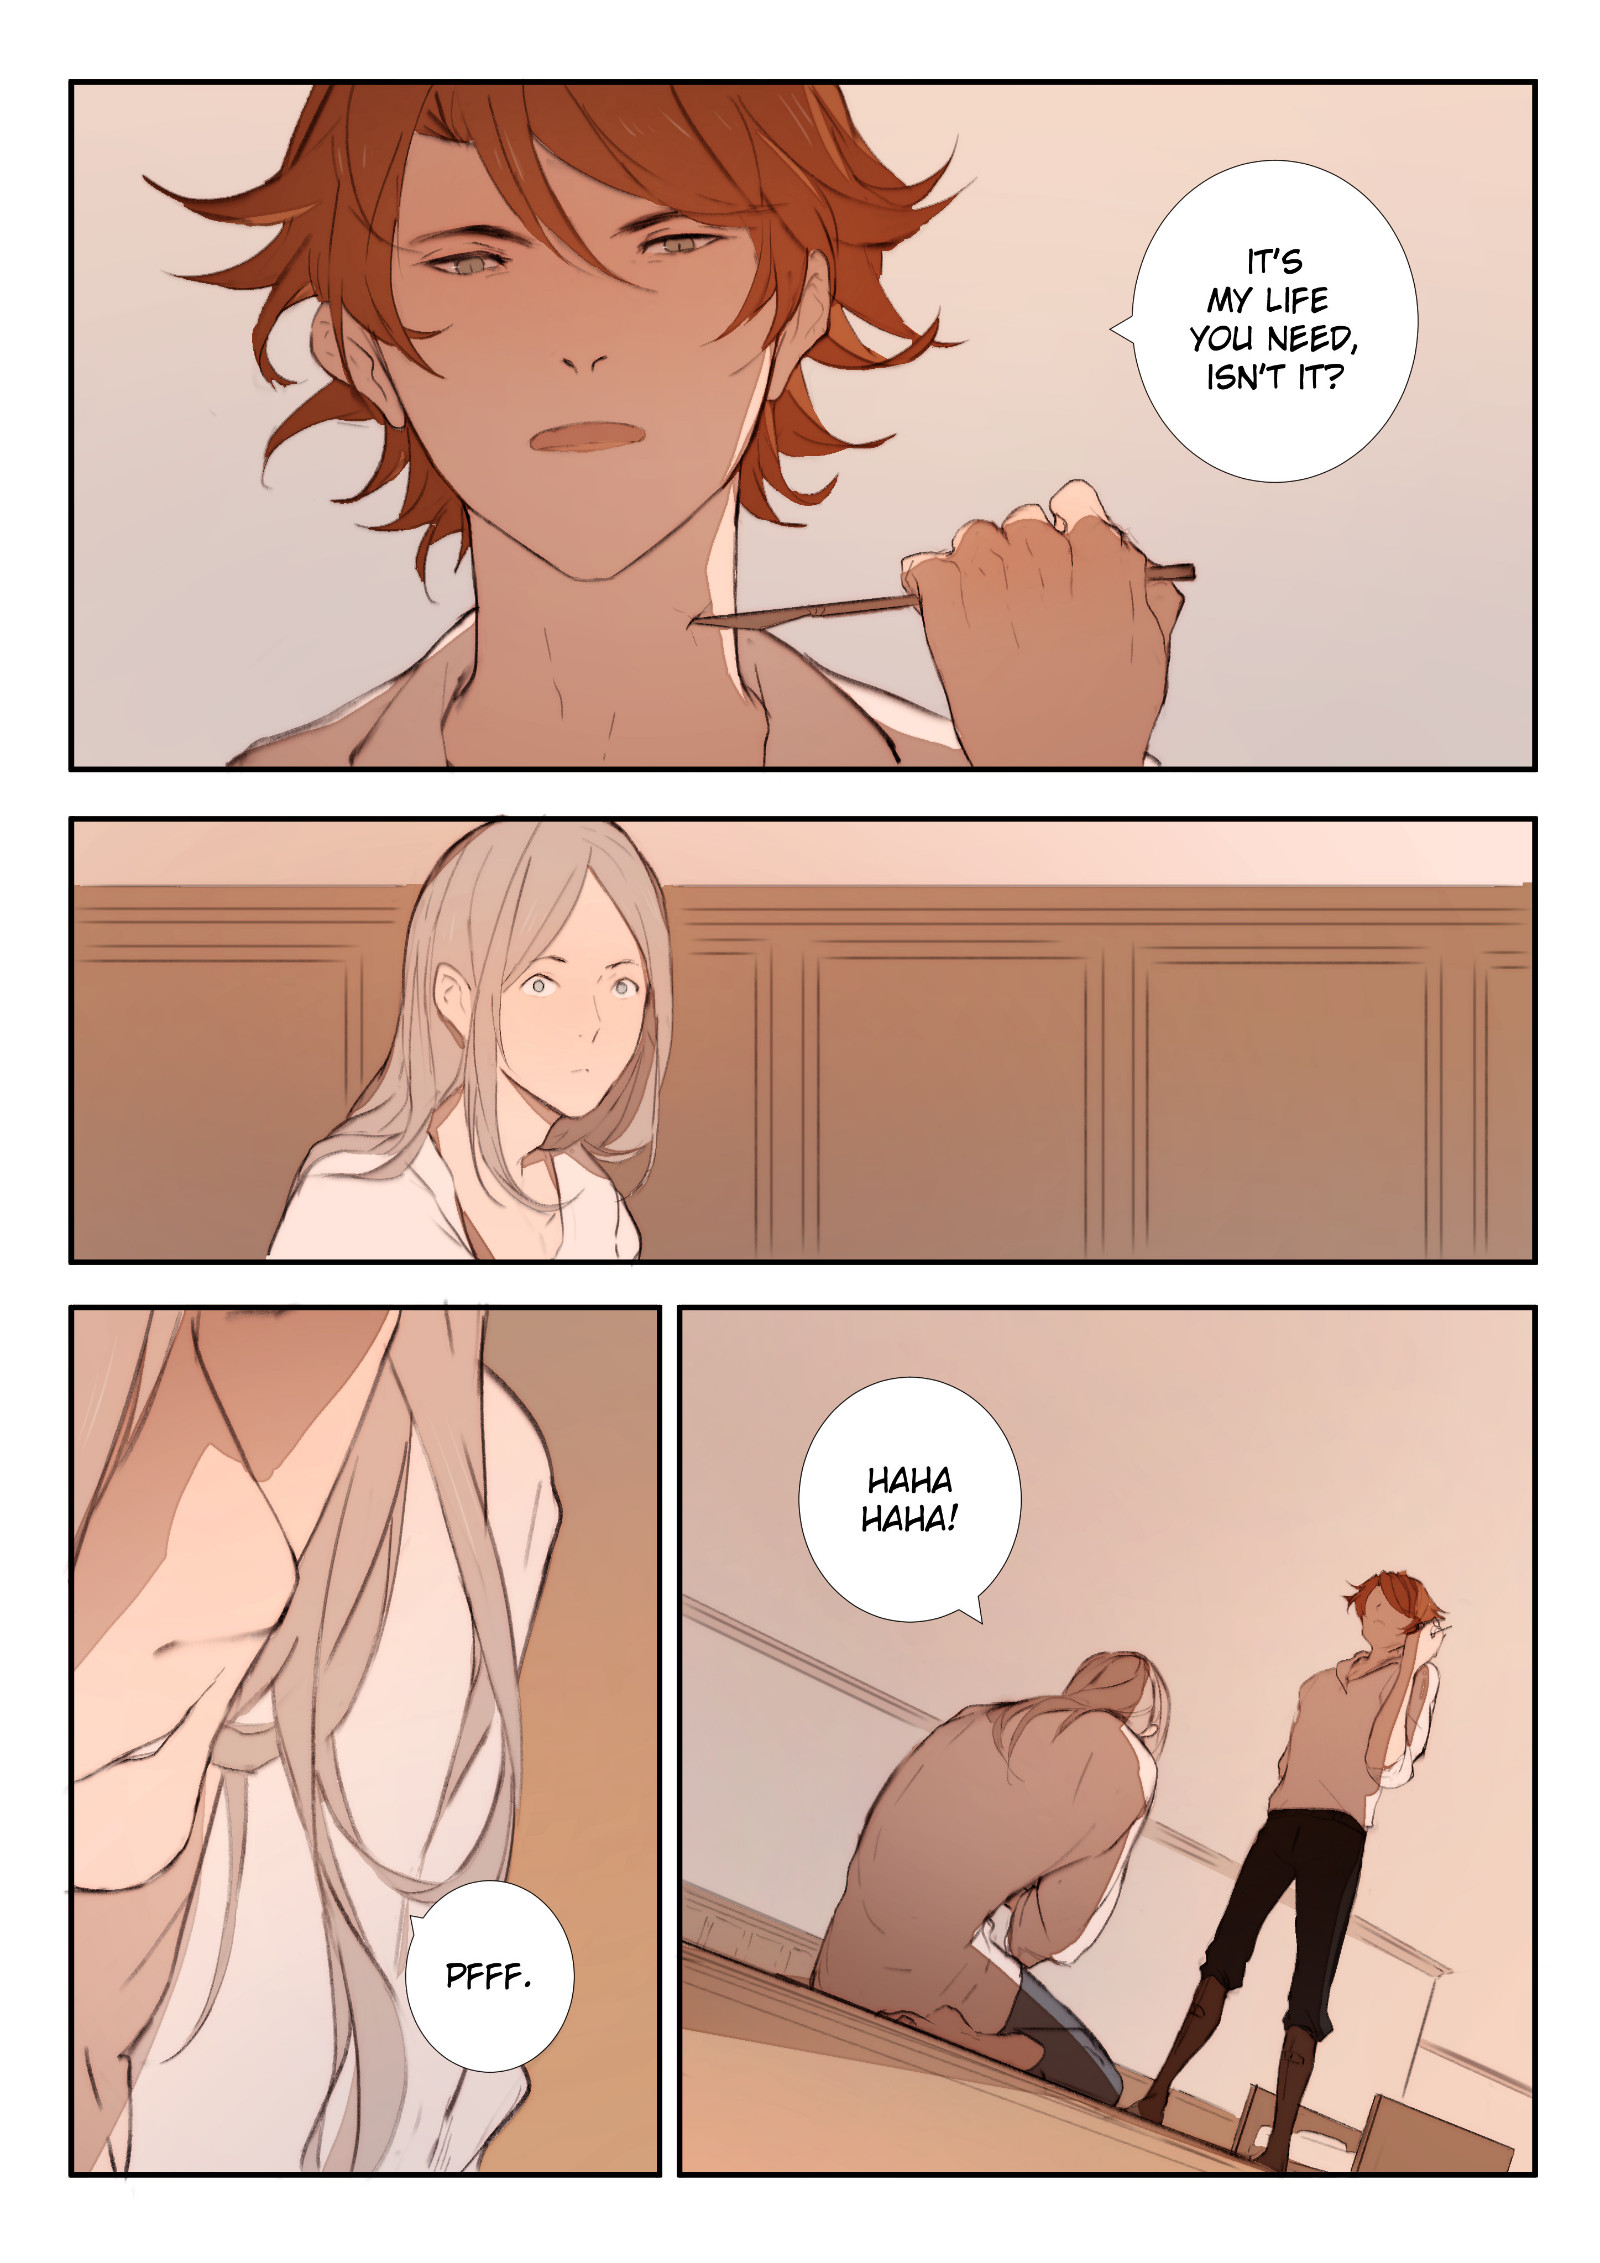 IT'S
MY LIFE
YOU NEED,
ISN'T IT?
PFFF.
HAHA
HAHA!